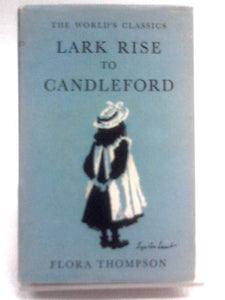 THE WORLD'S CLASSICS
LARK RISE
TO
CANDLEFORD
FLORA THOMPSON